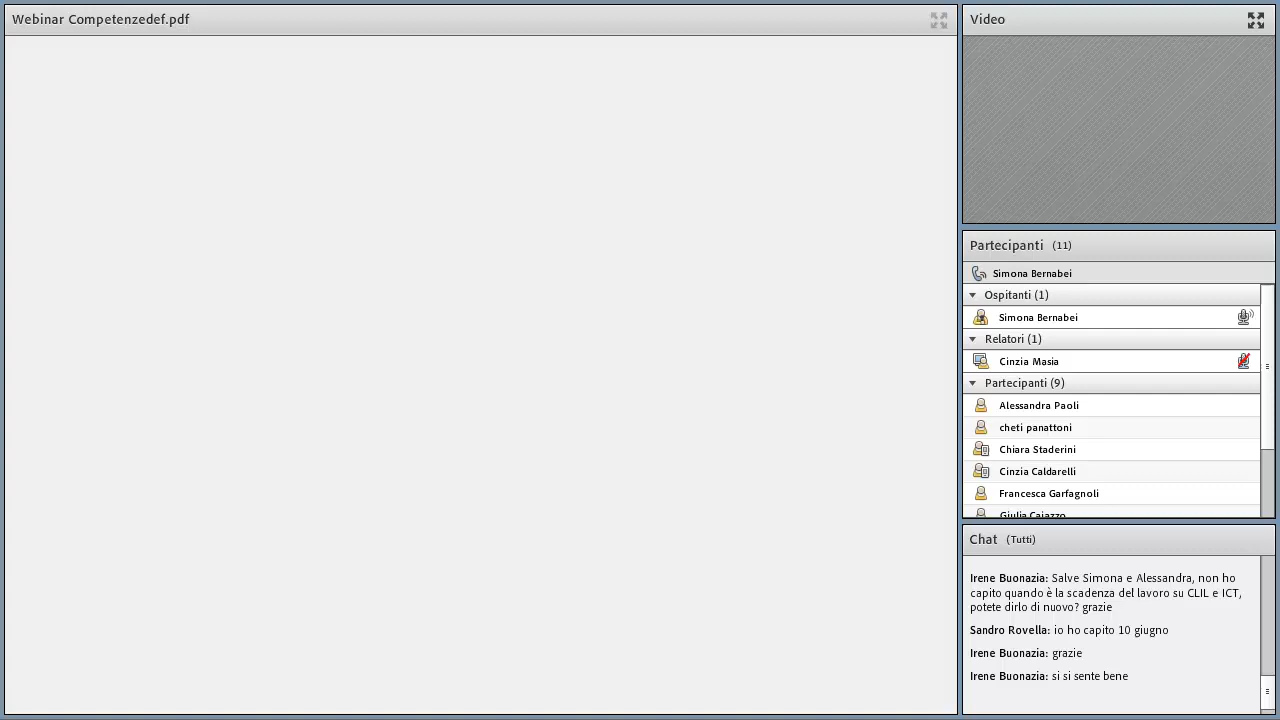 Webinar Competenzedef.pdf
Video
Partecipanti (11)
Simona Bernabei
Ospitanti (1)
Simona Bernabei
Relatori (1)
Cinzia Masia
Partecipanti (9)
Alessandra Paoli
cheti panattoni
Chiara Staderini
Cinzia Caldarelli
Francesca Garfagnoli
Giulia Caiazzo
Chat (Tutti)
Irene Buonazia: Salve Simona e Alessandra, non ho
capito quando è la scadenza del lavoro su CLIL e ICT,
potete dirlo di nuovo? grazie
Sandro Rovella: io ho capito 10 giugno
Irene Buonazia: grazie
Irene Buonazia: si si sente bene